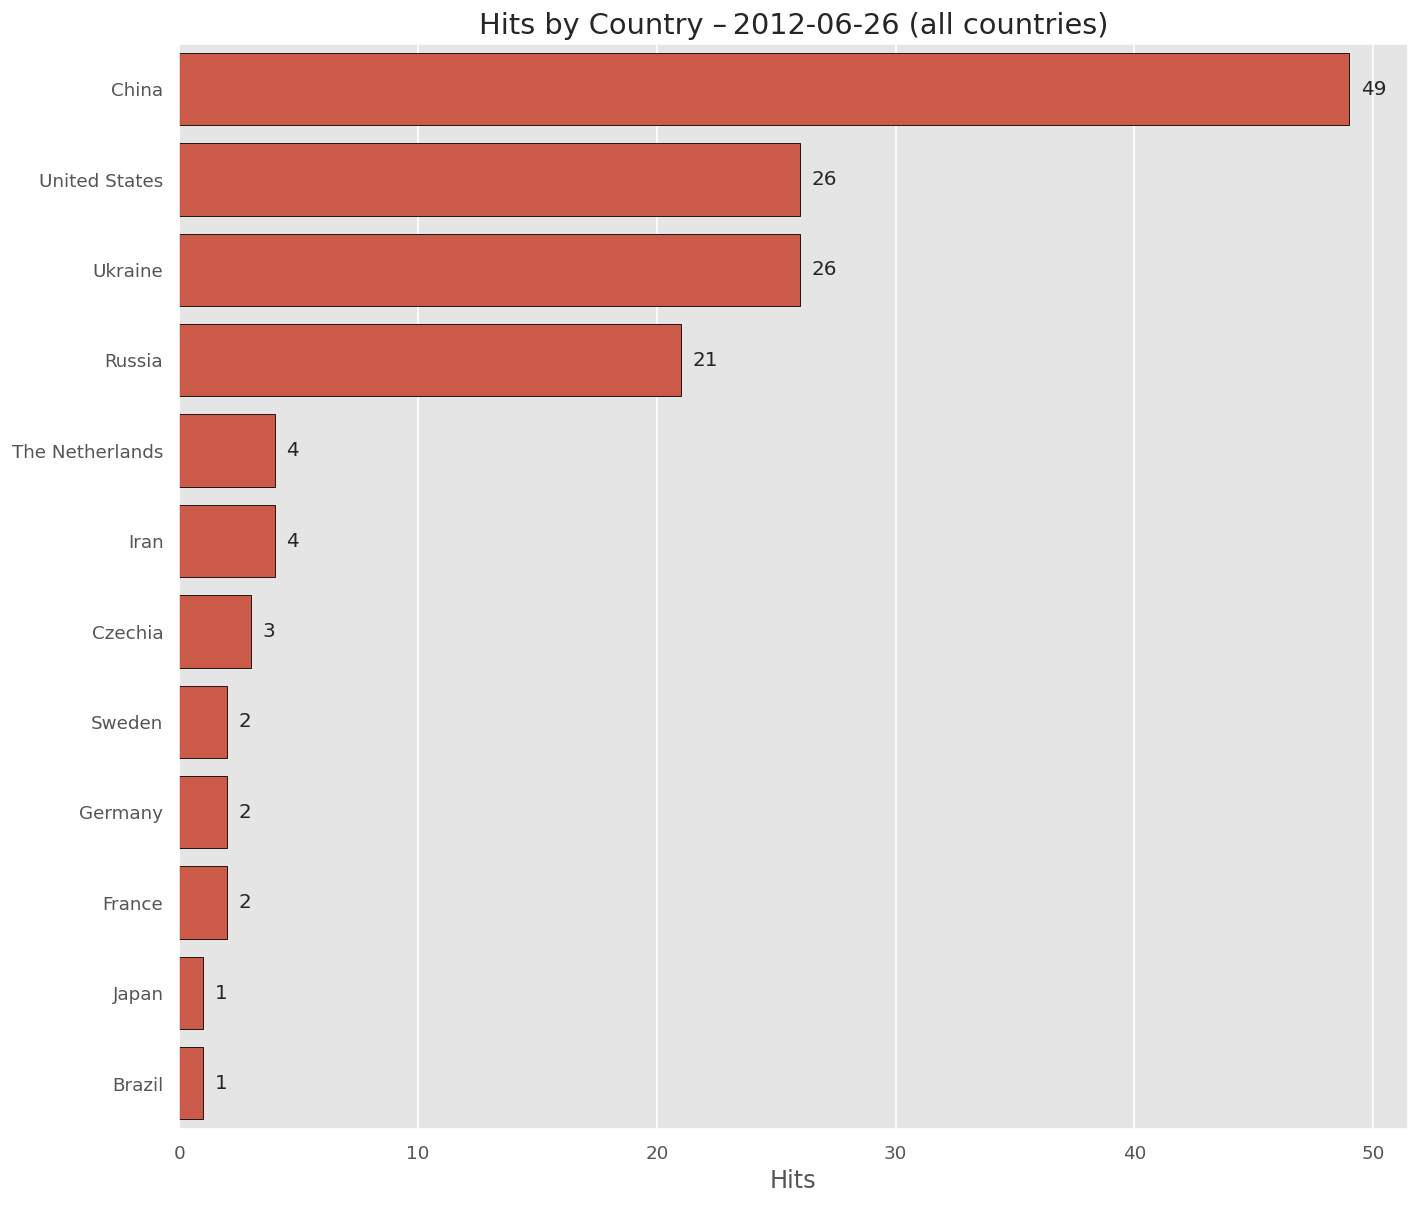 Hits by Country – 2012-06-26 (all countries)
China 49
United States 26
Ukraine 26
Russia 21
The Netherlands 4
Iran 4
Czechia 3
Sweden 2
Germany 2
France 2
Japan 1
Brazil 1
0 10 20 30 40 50
Hits